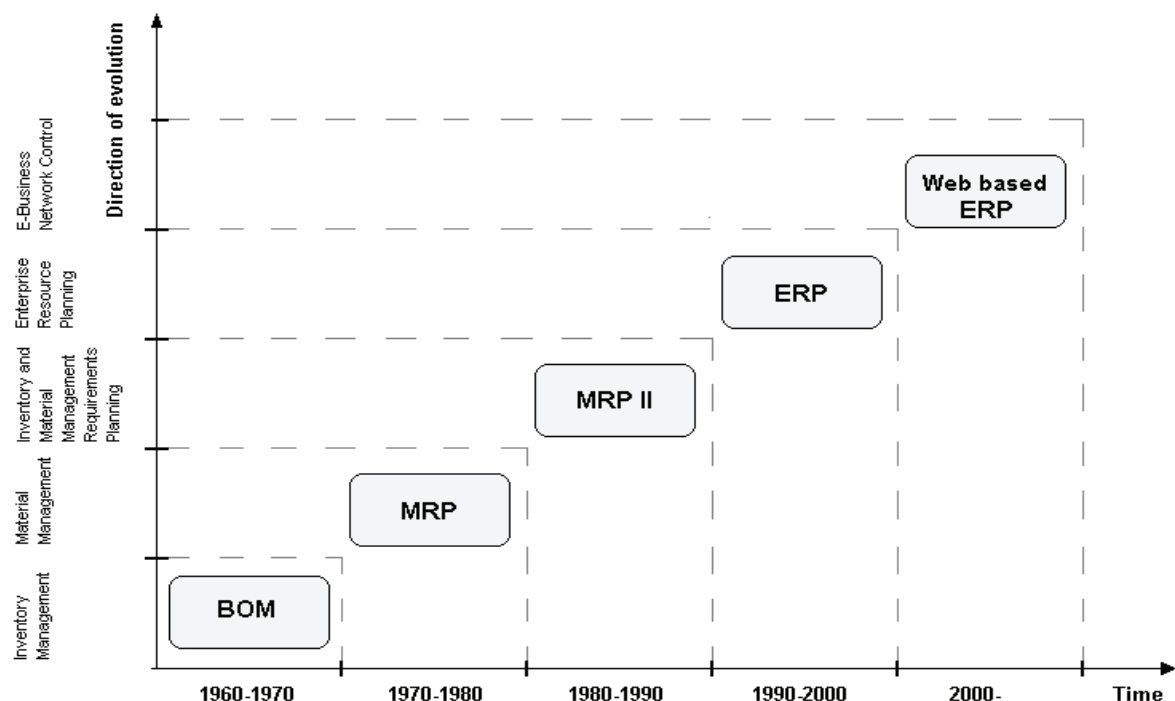 Direction of evolution
E-Business
Network Control
Enterprise
Resource
Planning
Inventory and
Material
Management
Requirements
Planning
Material
Management
Inventory
Management
Web based
ERP
ERP
MRP II
MRP
BOM
1960-1970
1970-1980
1980-1990
1990-2000
2000-
Time